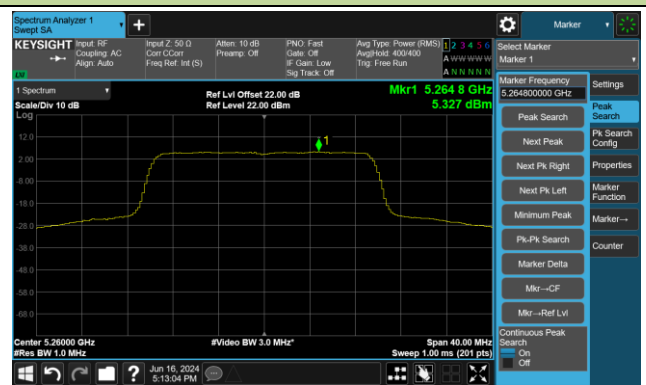 Spectrum Analyzer 1
Swept SA
Marker
KEYSIGHT
Input: RF
Coupling: AC
Align: Auto
Input Z: 50 Ω
Corr CCorr
Freq Ref: Int (S)
Atten: 10 dB
Preamp: Off
PNO: Fast
Gate: Off
IF Gain: Low
Sig Track: Off
Avg Type: Power (RMS)
Avg|Hold: 400/400
Trig: Free Run
1 2 3 4 5 6
A W W W W W
A N N N N N
Select Marker
Marker 1
LVI
1 Spectrum
Scale/Div 10 dB
Log
Ref Lvl Offset 22.00 dB
Ref Level 22.00 dBm
Mkr1 5.264 8 GHz
5.327 dBm
12.0
2.00
-8.00
-18.0
-28.0
-38.0
-48.0
-58.0
-68.0
1
Center 5.26000 GHz
#Res BW 1.0 MHz
#Video BW 3.0 MHz*
Span 40.00 MHz
Sweep 1.00 ms (201 pts)
Marker Frequency
5.264800000 GHz
Peak Search
Next Peak
Next Pk Right
Next Pk Left
Minimum Peak
Pk-Pk Search
Marker Delta
Mkr→CF
Mkr→Ref Lvl
Continuous Peak
Search
On
Off
Settings
Peak
Search
Pk Search
Config
Properties
Marker
Function
Marker→
Counter
Jun 16, 2024
5:13:04 PM